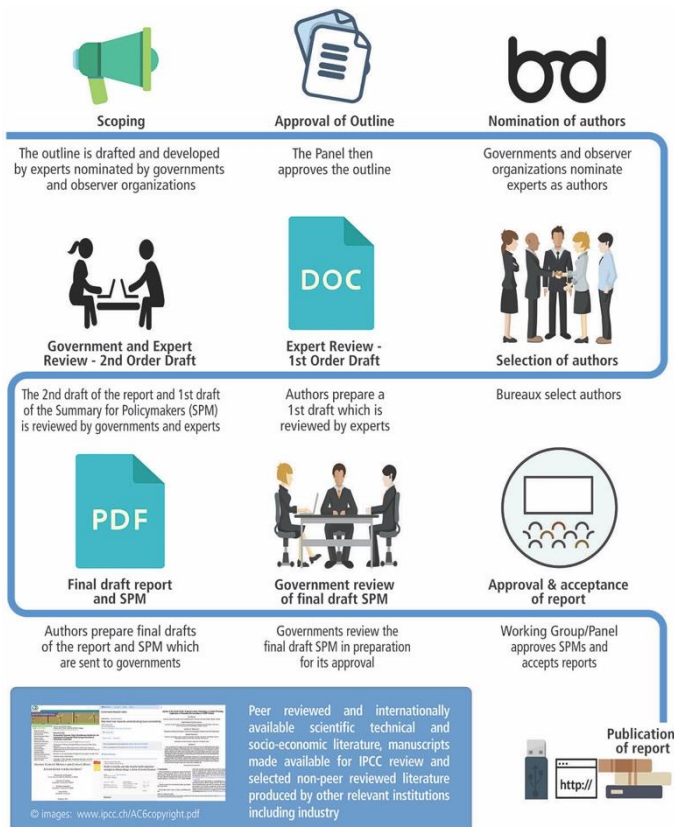 Scoping
The outline is drafted and developed
by experts nominated by governments
and observer organizations
Approval of Outline
The Panel then
approves the outline
Nomination of authors
Governments and observer
organizations nominate
experts as authors
Selection of authors
Bureaux select authors
DOC
Expert Review -
1st Order Draft
Authors prepare a
1st draft which is
reviewed by experts
Government and Expert
Review - 2nd Order Draft
The 2nd draft of the report and 1st draft
of the Summary for Policymakers (SPM)
is reviewed by governments and experts
PDF
Final draft report
and SPM
Authors prepare final drafts
of the report and SPM which
are sent to governments
Government review
of final draft SPM
Governments review the
final draft SPM in preparation
for its approval
Approval & acceptance
of report
Working Group/Panel
approves SPMs and
accepts reports
Publication
of report
http://
Peer reviewed and internationally
available scientific technical and
socio-economic literature, manuscripts
made available for IPCC review and
selected non-peer reviewed literature
produced by other relevant institutions
including industry
© images: www.ipcc.ch/AC6copyright.pdf